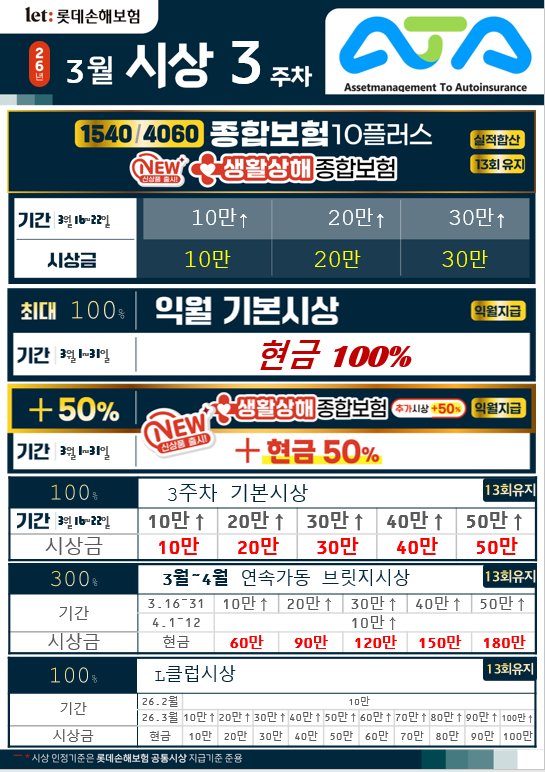 let: 롯데손해보험
26년 3월 시상 3 주차
ATA
Assetmanagement To Autoinsurance
1540/4060 종합보험10플러스
실적합산
NEW 신상품 출시! 생활상해종합보험
13회 유지
기간 3월 16~22일 10만↑ 20만↑ 30만↑
시상금 10만 20만 30만
최대 100% 익월 기본시상 익월지급
기간 3월 1~31일 현금 100%
+50% NEW 신상품 출시! 생활상해종합보험 추가시상 +50% 익월지급
기간 3월 1~31일 +현금 50%
100% 3주차 기본시상 13회유지
기간 3월 16~22일 10만↑ 20만↑ 30만↑ 40만↑ 50만↑
시상금 10만 20만 30만 40만 50만
300% 3월~4월 연속가동 브릿지시상 13회유지
기간 3.16~31 10만↑ 20만↑ 30만↑ 40만↑ 50만↑
4.1~12 10만↑
시상금 현금 60만 90만 120만 150만 180만
100% L클럽시상 13회유지
기간 26.2월 10만
26.3월 10만↑ 20만↑ 30만↑ 40만↑ 50만↑ 60만↑ 70만↑ 80만↑ 90만↑ 100만↑
시상금 현금 10만 20만 30만 40만 50만 60만 70만 80만 90만 100만
* 시상 인정기준은 롯데손해보험 공통시상 지급기준 준용